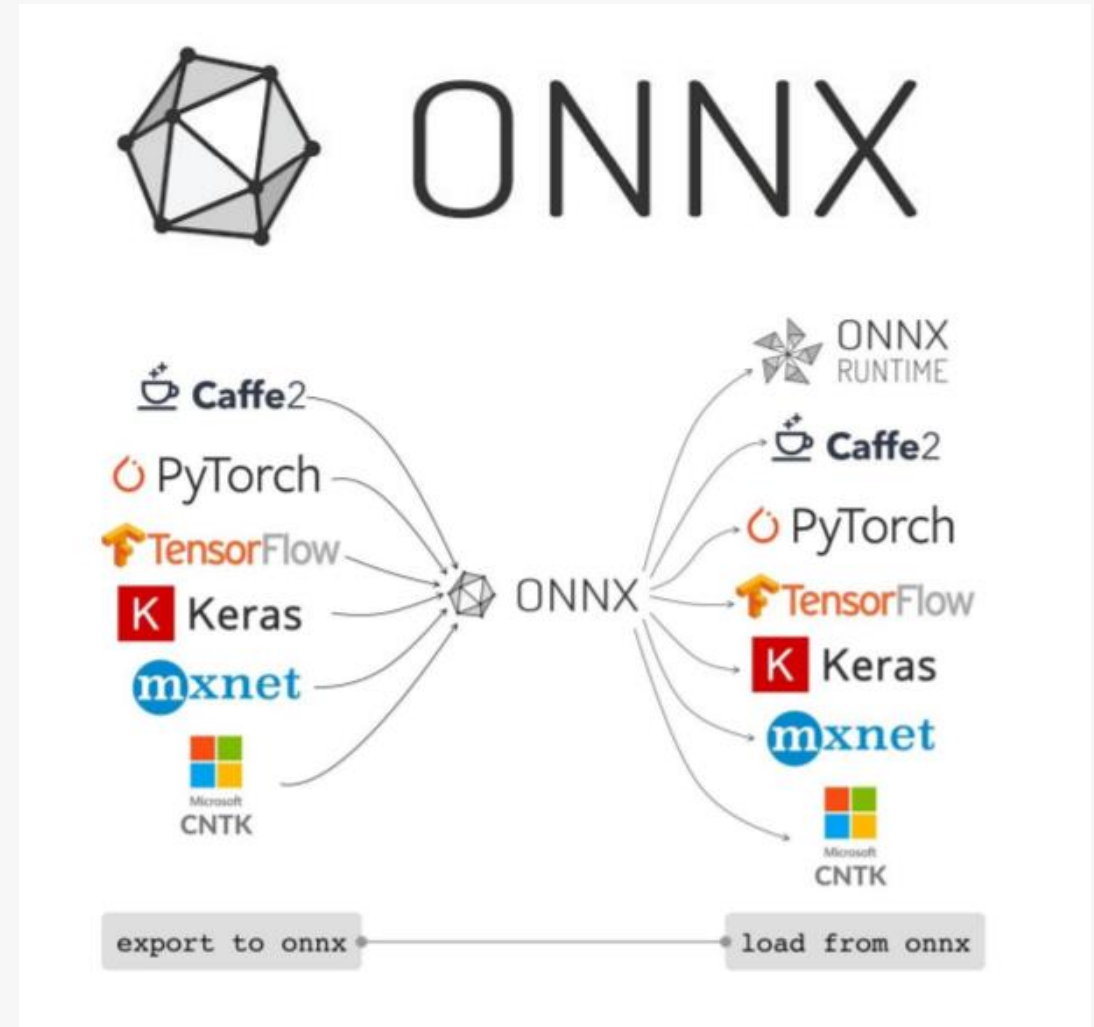 ONNX
Caffe2
PyTorch
TensorFlow
K Keras
mxnet
Microsoft
CNTK
ONNX
ONNX
RUNTIME
Caffe2
PyTorch
TensorFlow
K Keras
mxnet
Microsoft
CNTK
export to onnx
load from onnx